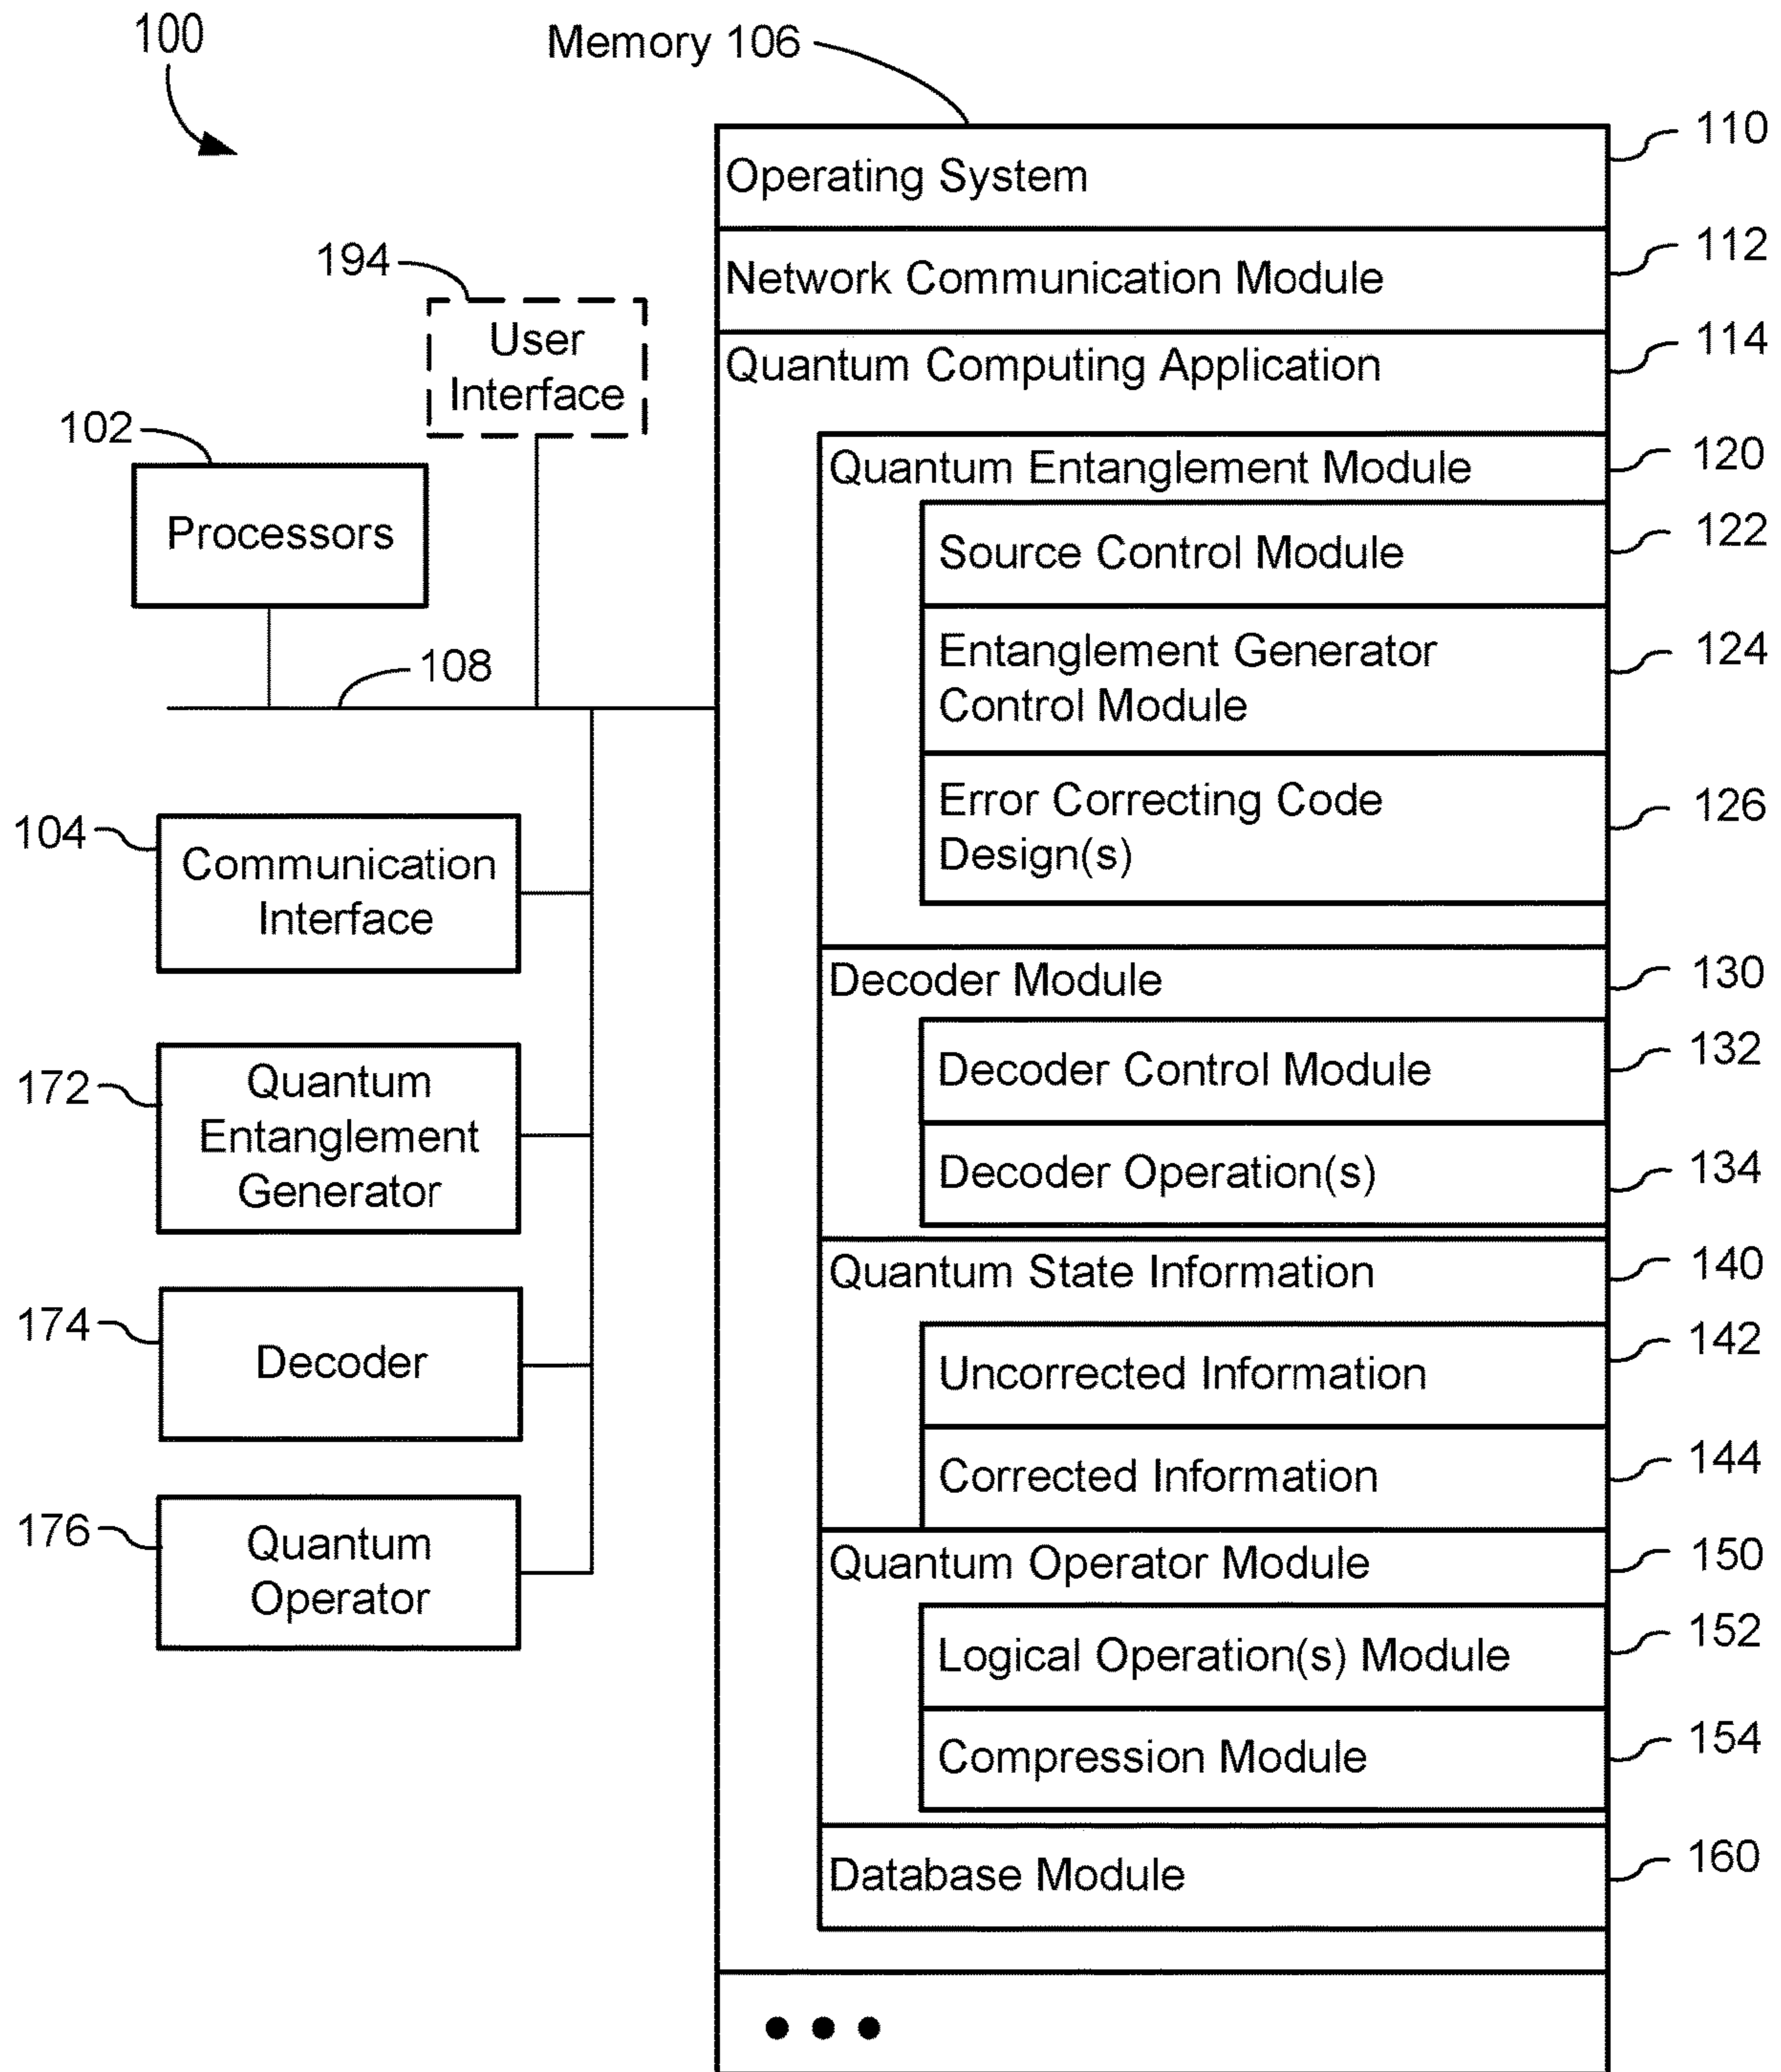 100
Memory 106
110
Operating System
112
Network Communication Module
194
User
Interface
114
Quantum Computing Application
102
Processors
120
Quantum Entanglement Module
122
Source Control Module
108
124
Entanglement Generator
Control Module
126
Error Correcting Code
Design(s)
104
Communication
Interface
130
Decoder Module
132
Decoder Control Module
172
Quantum
Entanglement
Generator
134
Decoder Operation(s)
140
Quantum State Information
174
Decoder
142
Uncorrected Information
144
Corrected Information
176
Quantum
Operator
150
Quantum Operator Module
152
Logical Operation(s) Module
154
Compression Module
160
Database Module